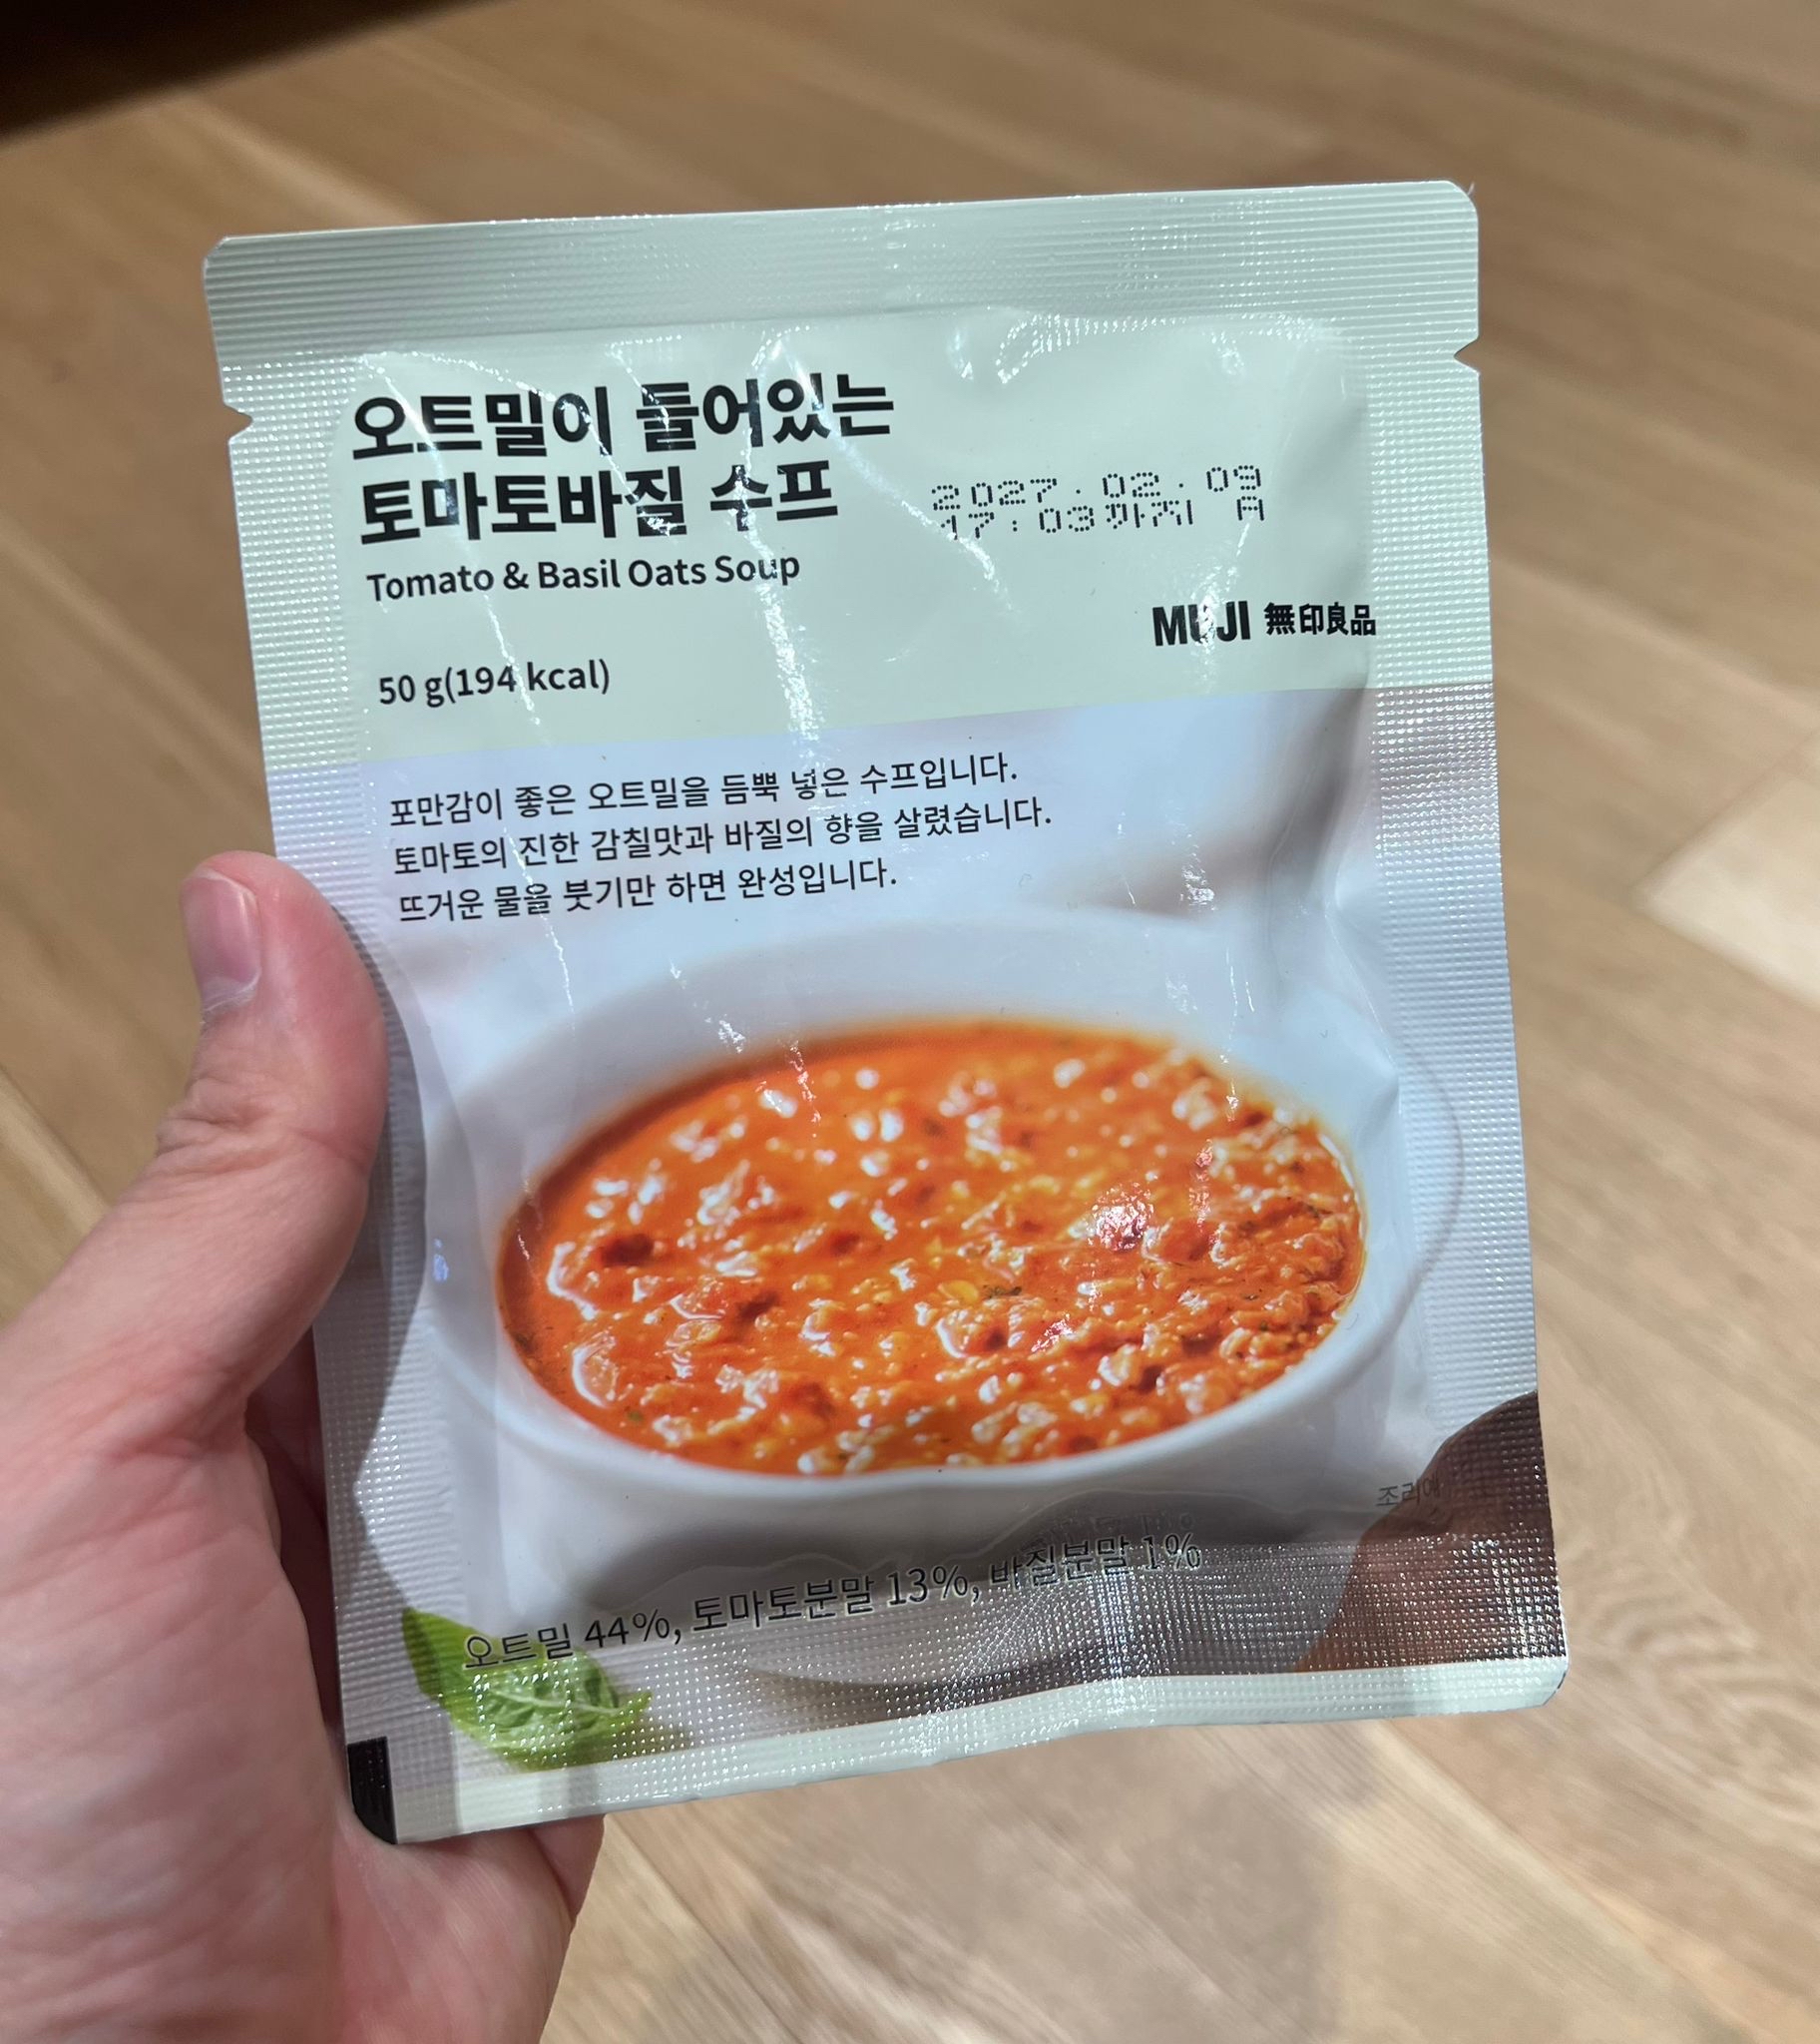 오트밀이 들어있는
토마토바질 수프
2027.02.09
17:03까지 A
Tomato & Basil Oats Soup
MUJI 無印良品
50 g(194 kcal)
포만감이 좋은 오트밀을 듬뿍 넣은 수프입니다.
토마토의 진한 감칠맛과 바질의 향을 살렸습니다.
뜨거운 물을 붓기만 하면 완성입니다.
조리예
오트밀 44%, 토마토분말 13%, 바질분말 1%